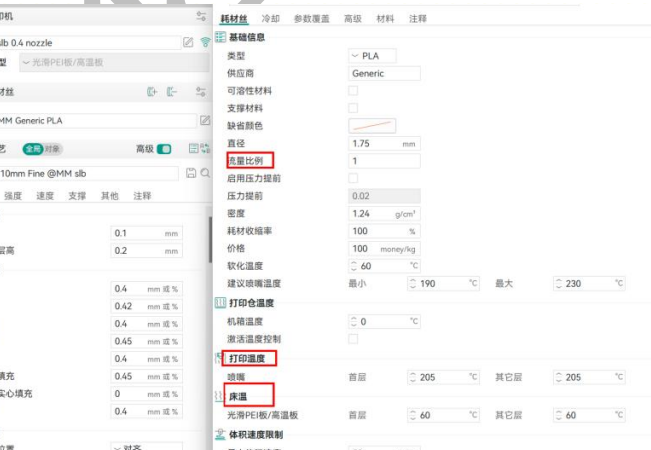 印机
slb 0.4 nozzle
型 光滑PEI板/高温板
材丝
MM Generic PLA
艺 全局 对象 高级
10mm Fine @MM slb
强度 速度 支撑 其他 注释
0.1 mm
层高 0.2 mm
0.4 mm 或 %
0.42 mm 或 %
0.4 mm 或 %
0.45 mm 或 %
0.4 mm 或 %
填充 0.45 mm 或 %
实心填充 0 mm 或 %
0.4 mm 或 %
位置 对齐
耗材丝 冷却 参数覆盖 高级 材料 注释
基础信息
类型 PLA
供应商 Generic
可溶性材料
支撑材料
缺省颜色
直径 1.75 mm
流量比例 1
启用压力提前
压力提前 0.02
密度 1.24 g/cm³
耗材收缩率 100 %
价格 100 money/kg
软化温度 60 °C
建议喷嘴温度 最小 190 °C 最大 230 °C
打印仓温度
机箱温度 0 °C
激活温度控制
打印温度
喷嘴 首层 205 °C 其它层 205 °C
床温
光滑PEI板/高温板 首层 60 °C 其它层 60 °C
体积速度限制